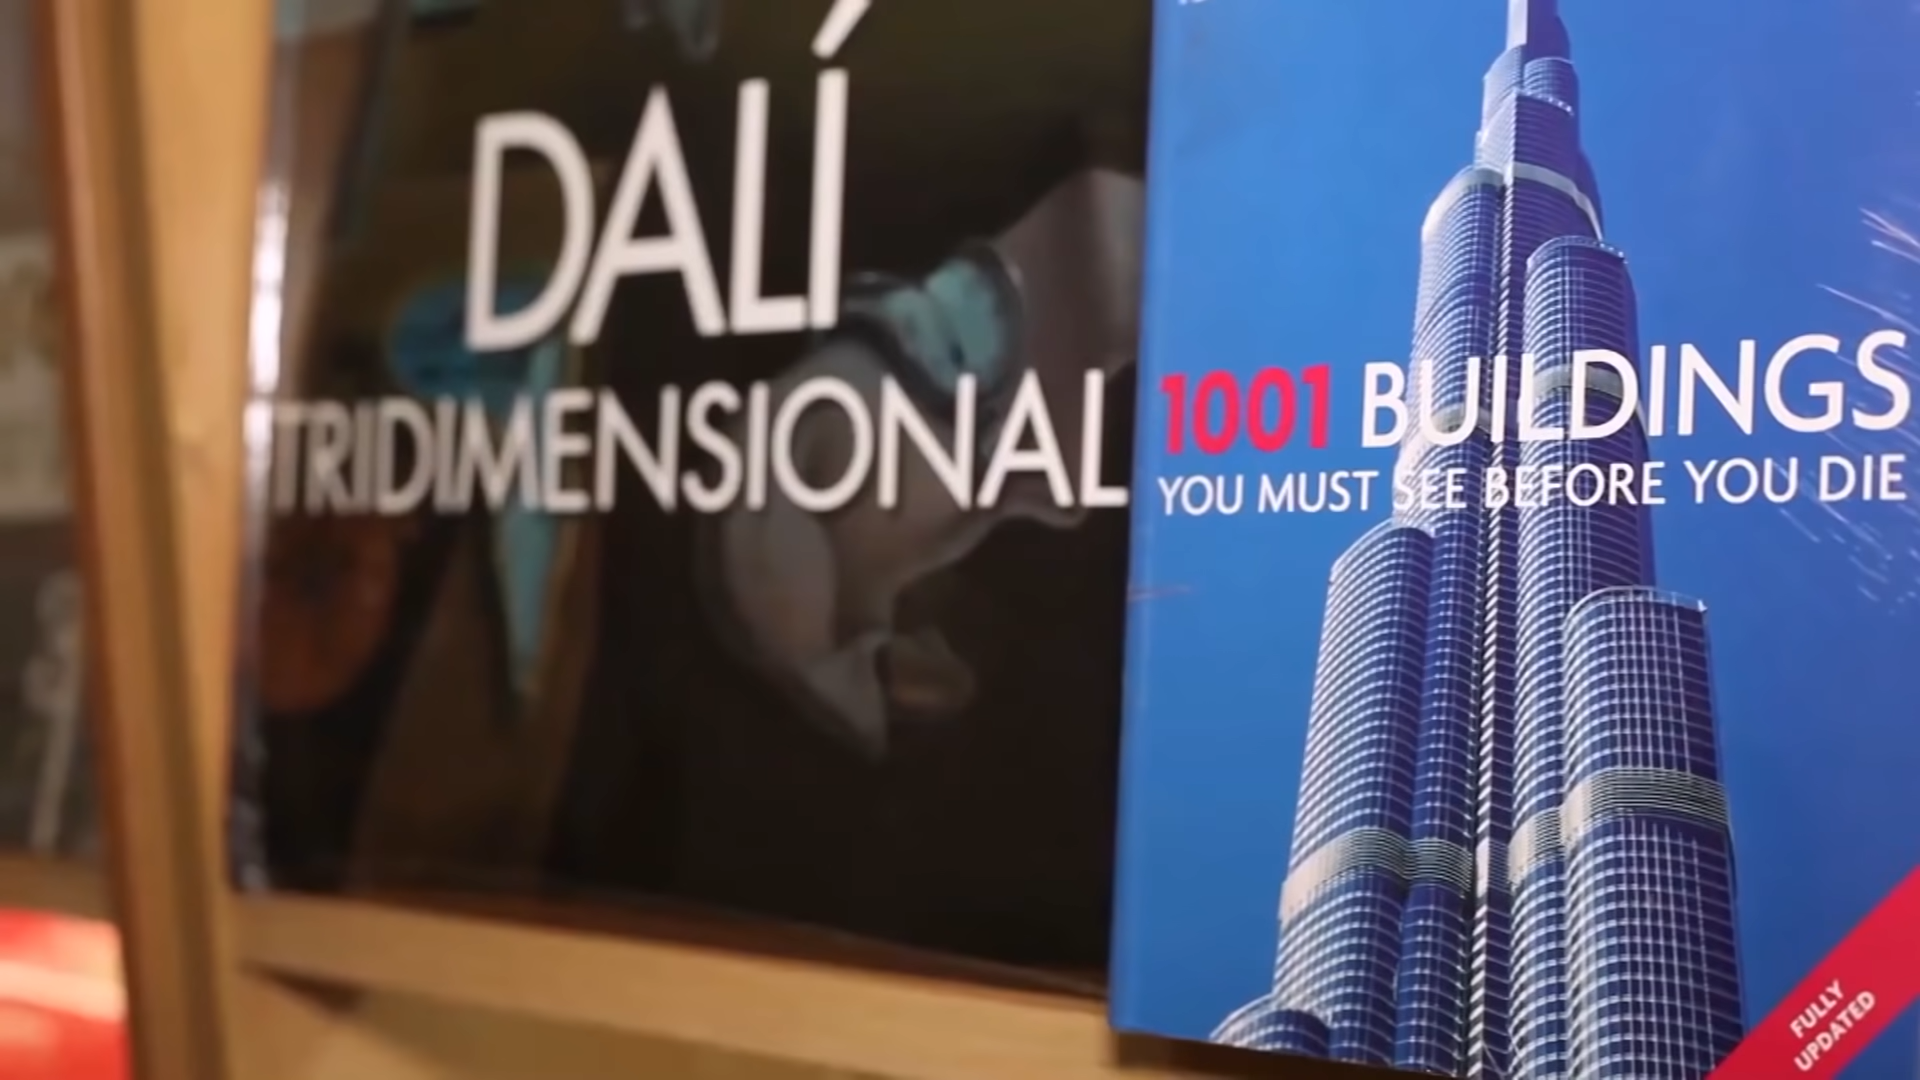 DALÍ
TRIDIMENSIONAL
1001 BUILDINGS
YOU MUST SEE BEFORE YOU DIE
FULLY
UPDATED